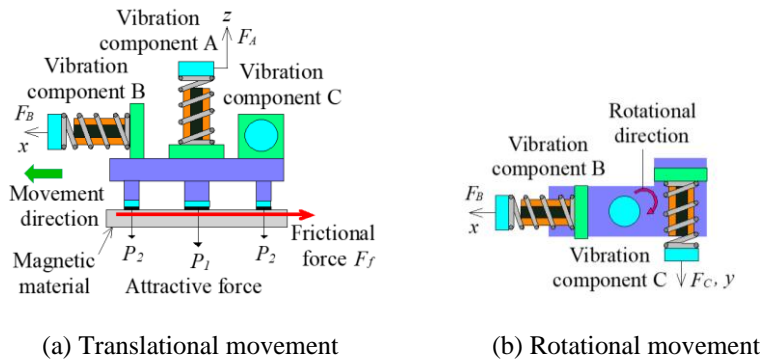 Vibration
component A
z
F_A
Vibration
component B
Vibration
component C
F_B
x
Movement
direction
Magnetic
material
P_2
P_1
P_2
Attractive force
Frictional
force F_f
(a) Translational movement
Rotational
direction
Vibration
component B
F_B
x
Vibration
component C
F_C, y
(b) Rotational movement